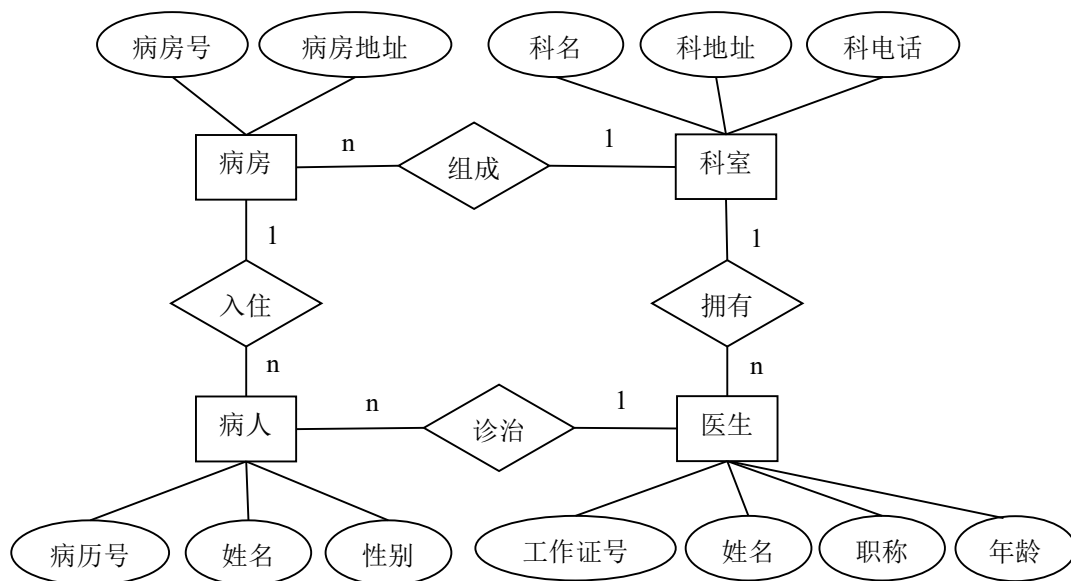 病房号 病房地址 科名 科地址 科电话
病房 n 组成 1 科室
1 1
入住 拥有
n n
病人 n 诊治 1 医生
病历号 姓名 性别 工作证号 姓名 职称 年龄